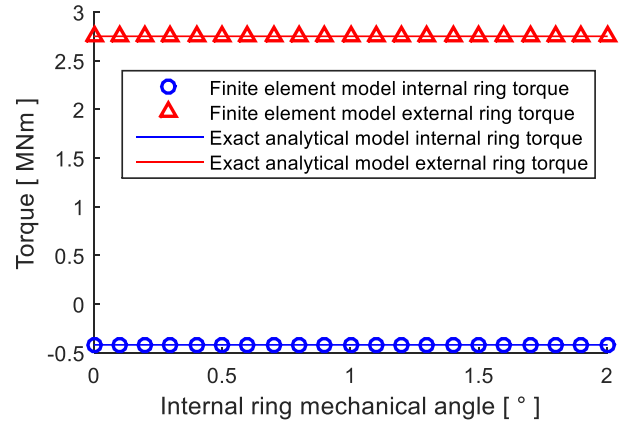 3
2.5
2
1.5
1
0.5
0
-0.5
Torque [ MNm ]
Finite element model internal ring torque
Finite element model external ring torque
Exact analytical model internal ring torque
Exact analytical model external ring torque
0 0.5 1 1.5 2
Internal ring mechanical angle [ ° ]